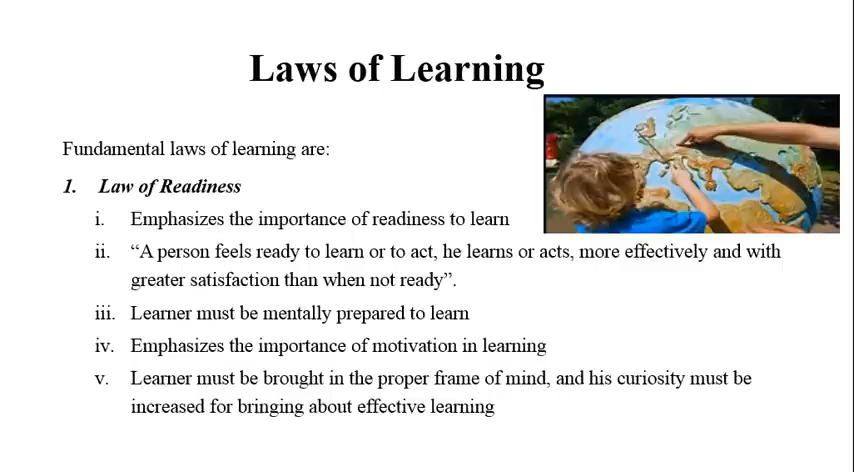 Laws of Learning
Fundamental laws of learning are:
1. Law of Readiness
i. Emphasizes the importance of readiness to learn
ii. “A person feels ready to learn or to act, he learns or acts, more effectively and with
greater satisfaction than when not ready”.
iii. Learner must be mentally prepared to learn
iv. Emphasizes the importance of motivation in learning
v. Learner must be brought in the proper frame of mind, and his curiosity must be
increased for bringing about effective learning